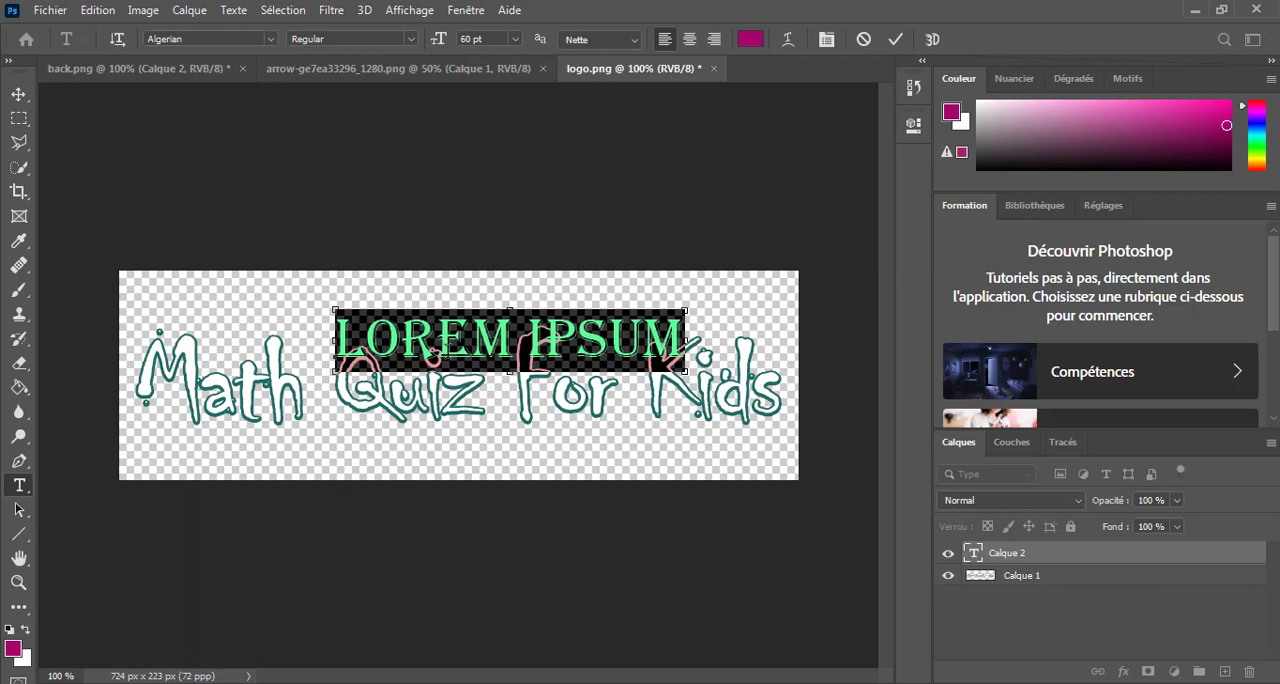 Ps Fichier Edition Image Calque Texte Sélection Filtre 3D Affichage Fenêtre Aide
T Algerian Regular 60 pt aa Nette 3D
back.png @ 100% (Calque 2, RVB/8) * × arrow-ge7ea33296_1280.png @ 50% (Calque 1, RVB/8) × logo.png @ 100% (RVB/8) * ×
Couleur Nuancier Dégradés Motifs
Formation Bibliothèques Réglages
Découvrir Photoshop
Tutoriels pas à pas, directement dans
l'application. Choisissez une rubrique ci-dessous
pour commencer.
Compétences
LOREM IPSUM
Math Quiz For Kids
Calques Couches Tracés
Type
Normal Opacité : 100 %
Verrou : Fond : 100 %
T Calque 2
Calque 1
fx
100 % 724 px x 223 px (72 ppp)